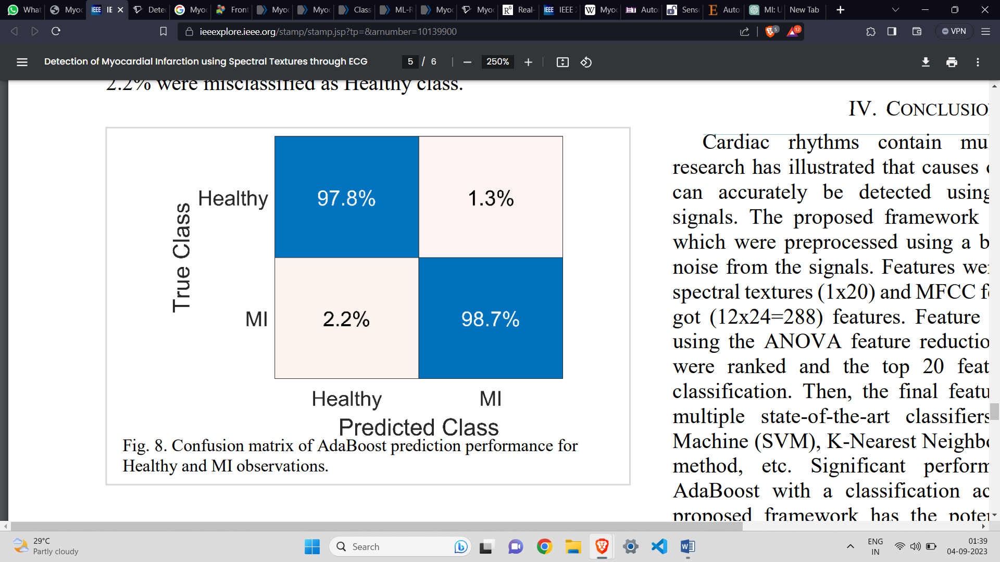 What
Myoc
IE
Detec
Myoc
Front
Myoc
Myoc
Class
ML-R
Myoc
Myoc
Real-
IEEE
Myoc
Auto
Sens
Auto
MI: U
New Tab
ieeexplore.ieee.org/stamp/stamp.jsp?tp=&arnumber=10139900
5
12
VPN
Detection of Myocardial Infarction using Spectral Textures through ECG
5 / 6
250%
2.2% were misclassified as Healthy class.
True Class
Healthy
97.8%
1.3%
MI
2.2%
98.7%
Healthy
MI
Predicted Class
Fig. 8. Confusion matrix of AdaBoost prediction performance for
Healthy and MI observations.
IV. CONCLUSIO
Cardiac rhythms contain mu
research has illustrated that causes
can accurately be detected using
signals. The proposed framework
which were preprocessed using a b
noise from the signals. Features we
spectral textures (1x20) and MFCC f
got (12x24=288) features. Feature
using the ANOVA feature reductio
were ranked and the top 20 feat
classification. Then, the final featu
multiple state-of-the-art classifiers
Machine (SVM), K-Nearest Neighb
method, etc. Significant perform
AdaBoost with a classification ac
proposed framework has the poter
29°C
Partly cloudy
Search
ENG
IN
01:39
04-09-2023